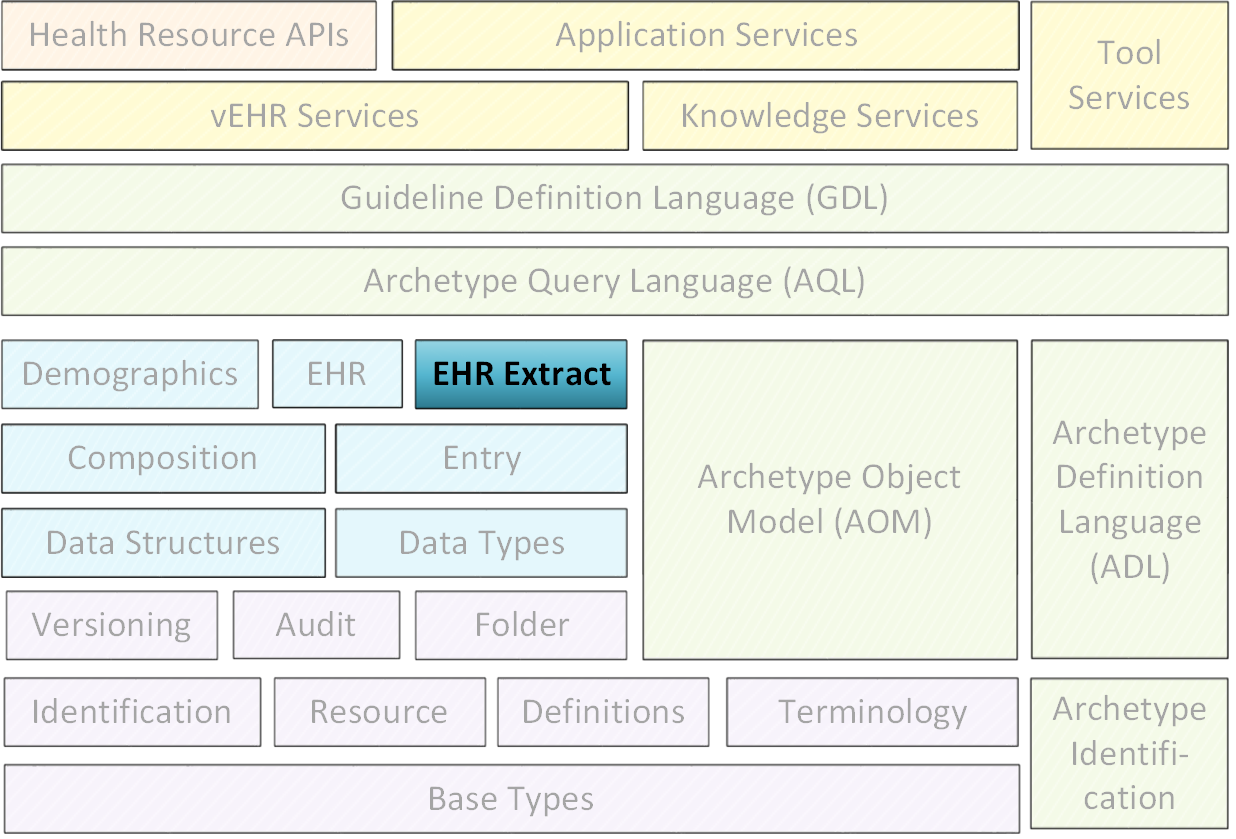 Health Resource APIs
Application Services
Tool
Services
vEHR Services
Knowledge Services
Guideline Definition Language (GDL)
Archetype Query Language (AQL)
Demographics
EHR
EHR Extract
Composition
Entry
Archetype Object
Model (AOM)
Archetype
Definition
Language
(ADL)
Data Structures
Data Types
Versioning
Audit
Folder
Identification
Resource
Definitions
Terminology
Archetype
Identifi-
cation
Base Types